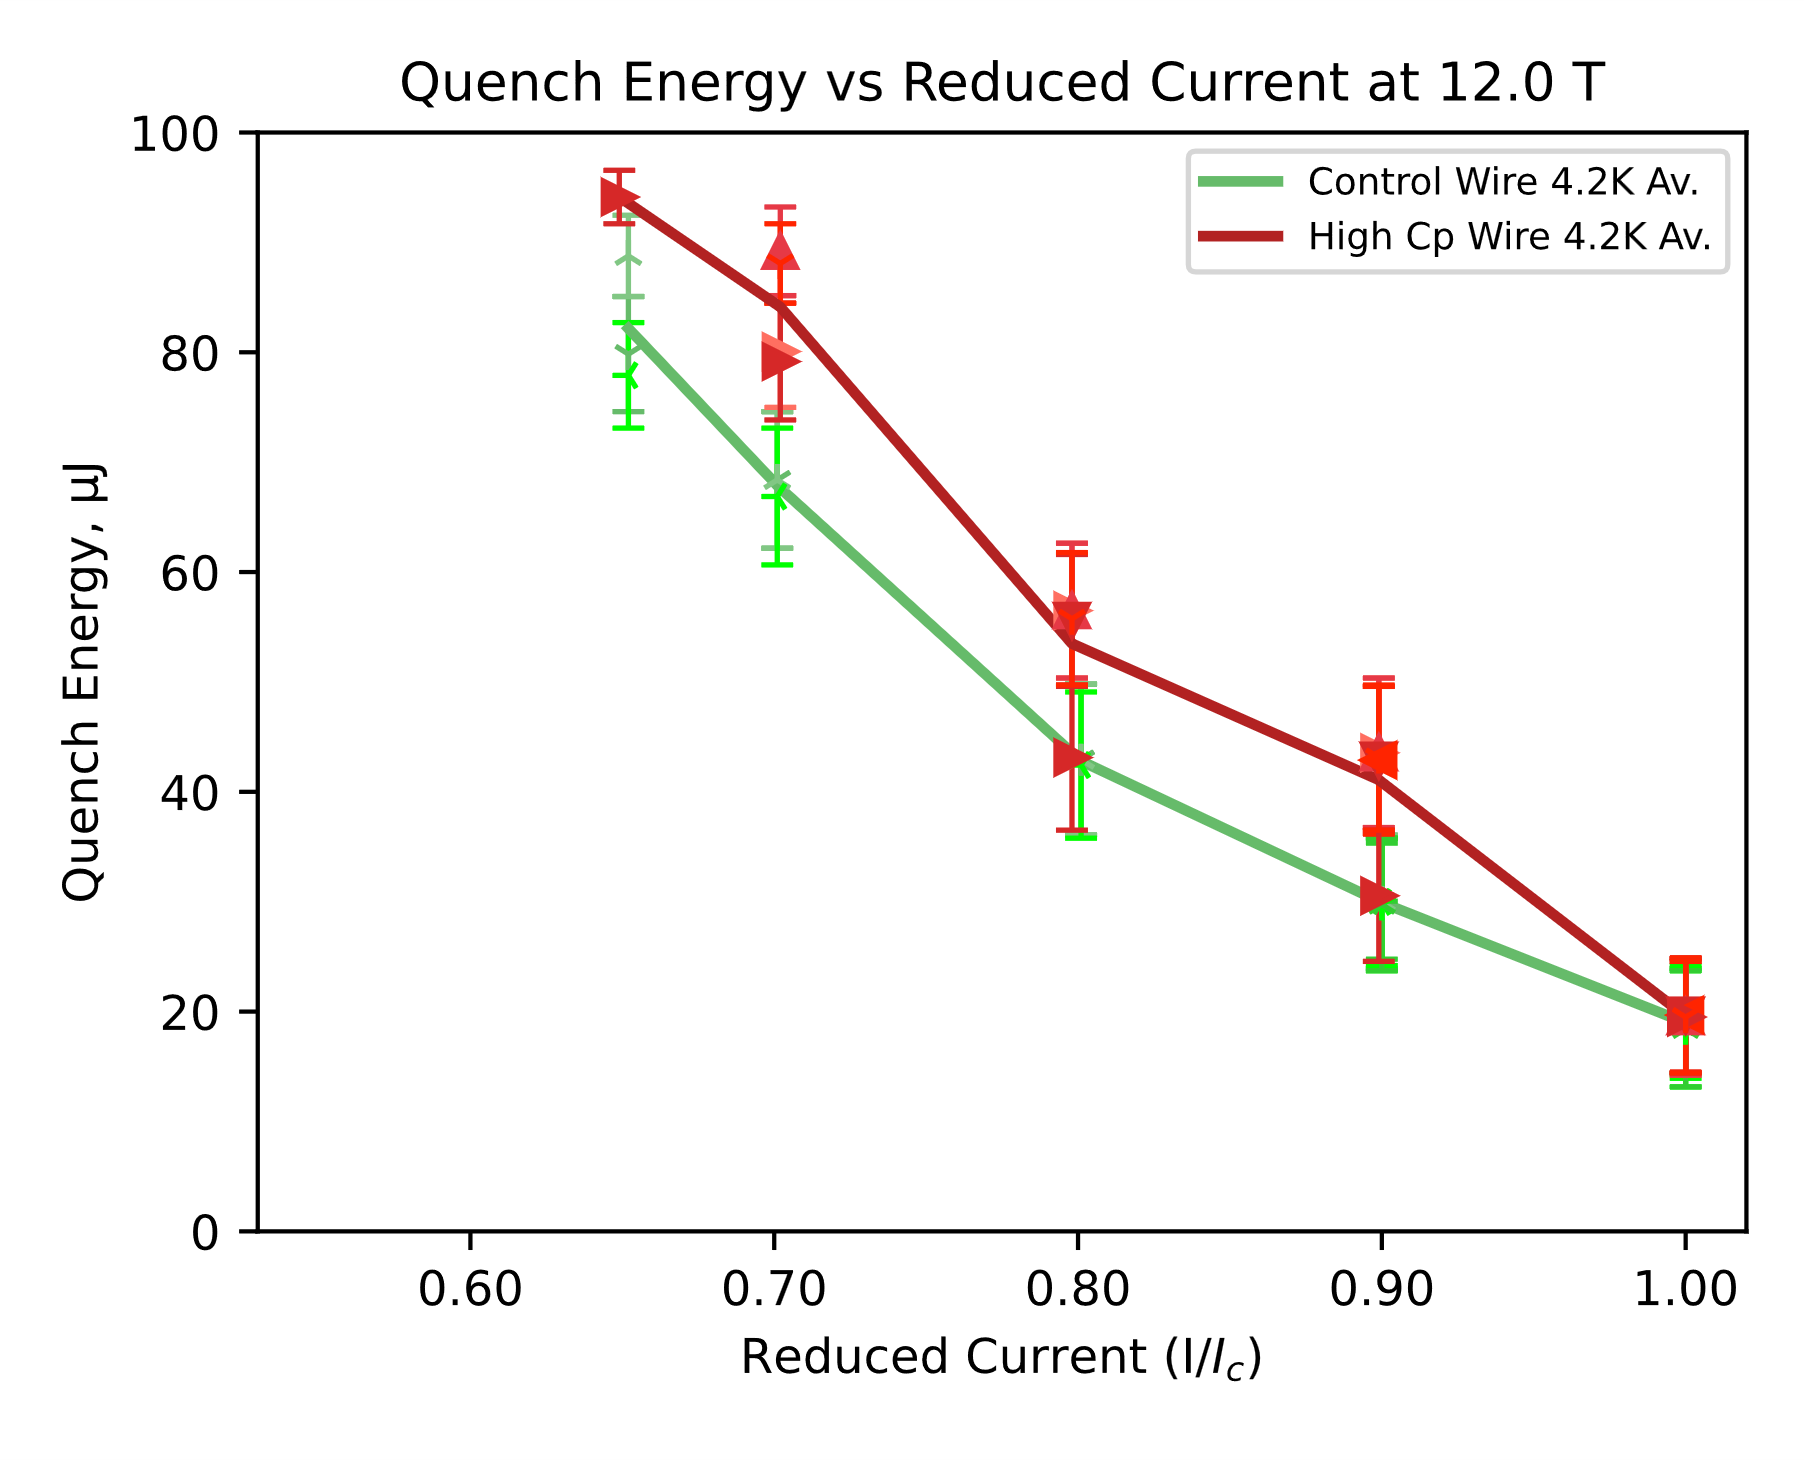 Quench Energy vs Reduced Current at 12.0 T
100
80
60
40
20
0
Quench Energy, µJ
Control Wire 4.2K Av.
High Cp Wire 4.2K Av.
0.60 0.70 0.80 0.90 1.00
Reduced Current (I/Ic)